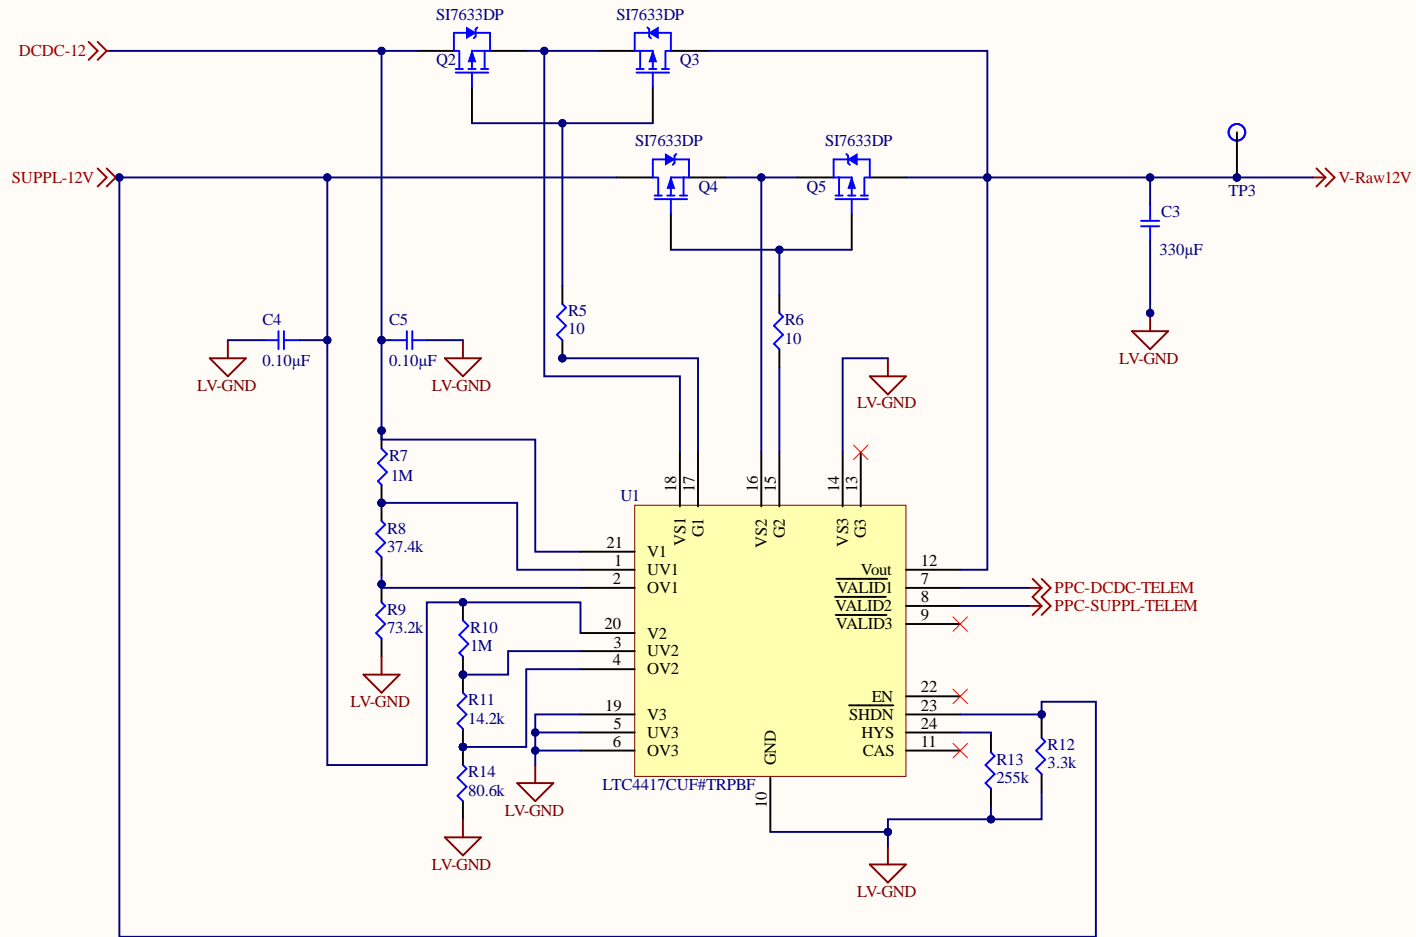 SI7633DP
SI7633DP
DCDC-12
Q2
Q3
SI7633DP
SI7633DP
SUPPL-12V
Q4
Q5
V-Raw12V
TP3
C3
330µF
R5
10
R6
10
C4
0.10µF
C5
0.10µF
LV-GND
LV-GND
LV-GND
LV-GND
R7
1M
R8
37.4k
R9
73.2k
LV-GND
R10
1M
R11
14.2k
R14
80.6k
LV-GND
U1
18
17
16
15
14
13
VS1
G1
VS2
G2
VS3
G3
21 V1
1 UV1
2 OV1
20 V2
3 UV2
4 OV2
19 V3
5 UV3
6 OV3
Vout 12
VALID1 7
VALID2 8
VALID3 9
EN 22
SHDN 23
HYS 24
CAS 11
GND
10
PPC-DCDC-TELEM
PPC-SUPPL-TELEM
R13
255k
R12
3.3k
LTC4417CUF#TRPBF
LV-GND
LV-GND